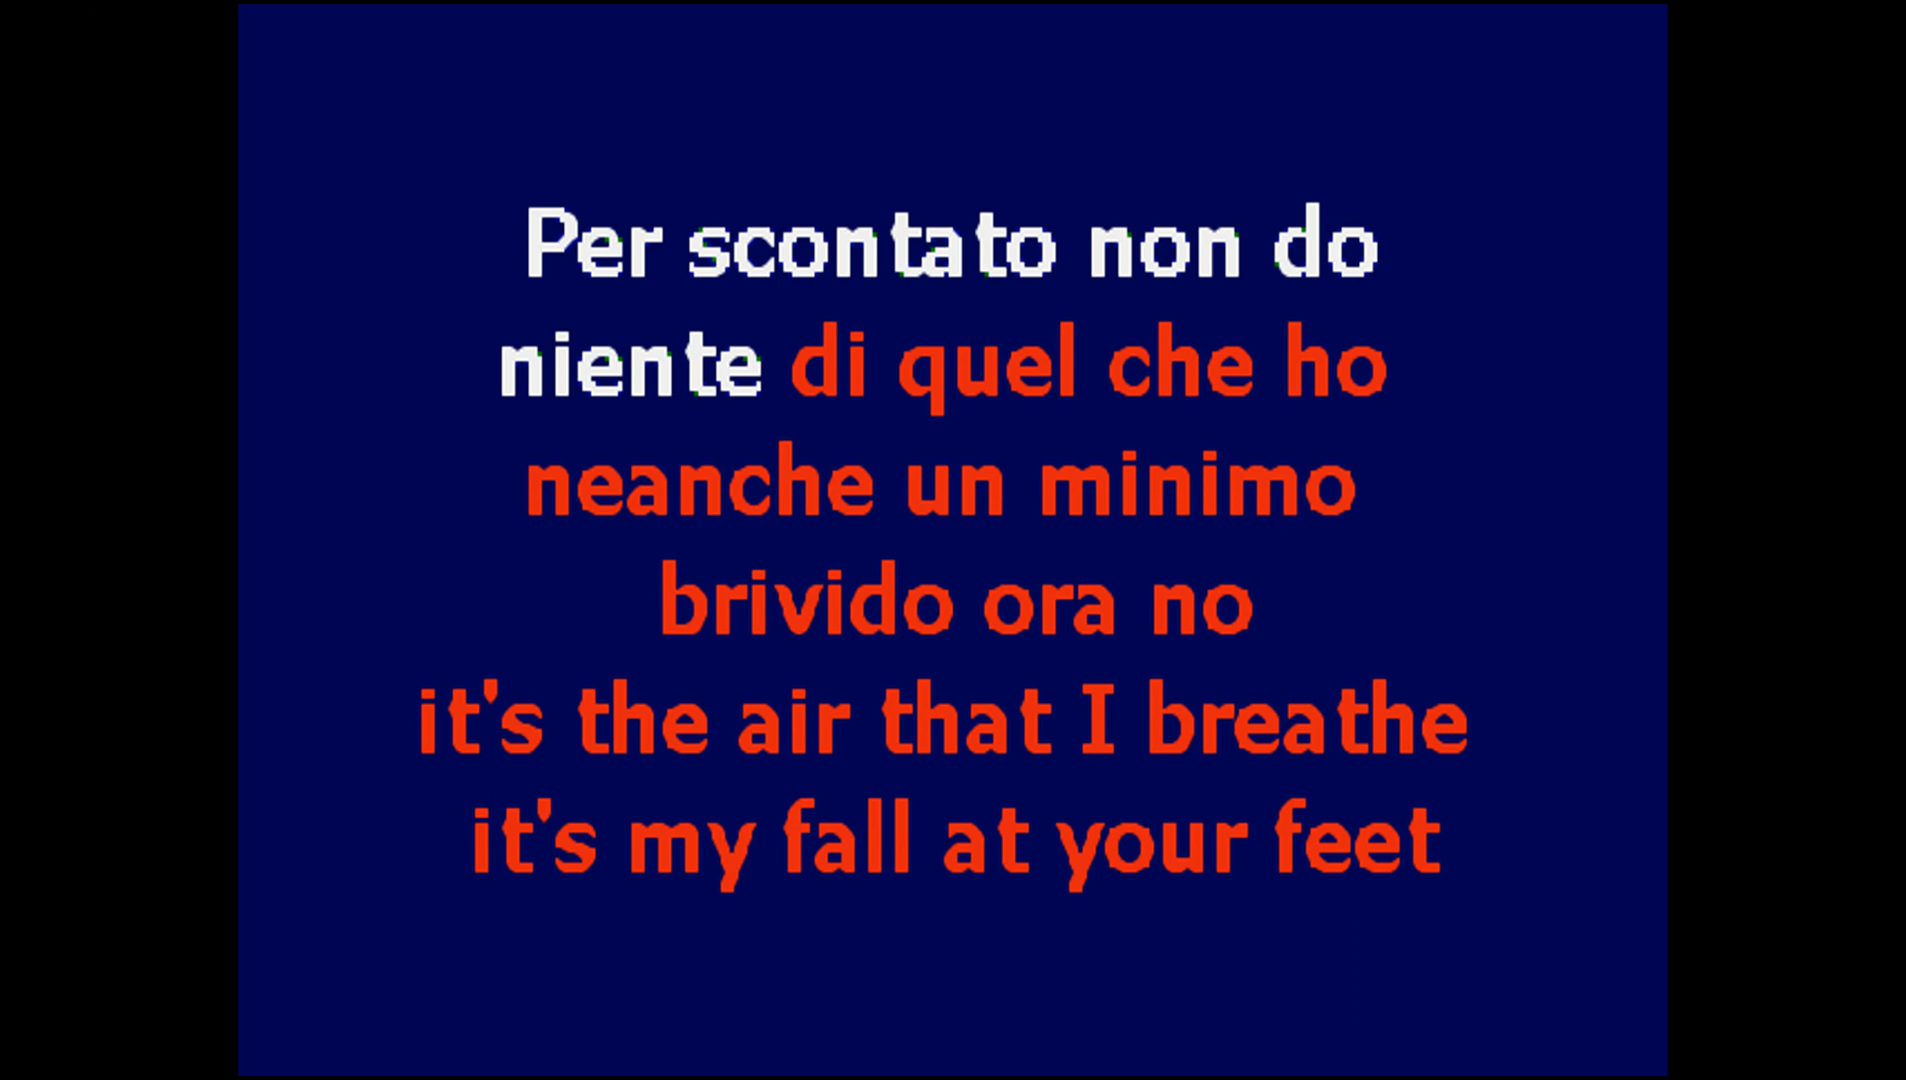 Per scontato non do
niente di quel che ho
neanche un minimo
brivido ora no
it's the air that I breathe
it's my fall at your feet